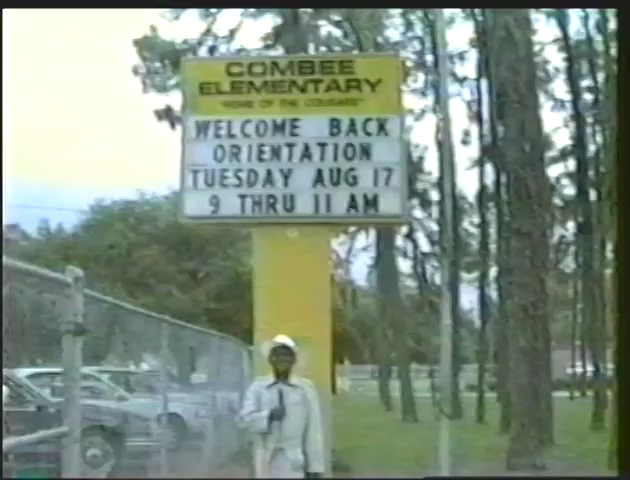 COMBEE
ELEMENTARY
"HOME OF THE COUGARS"
WELCOME BACK
ORIENTATION
TUESDAY AUG 17
9 THRU 11 AM